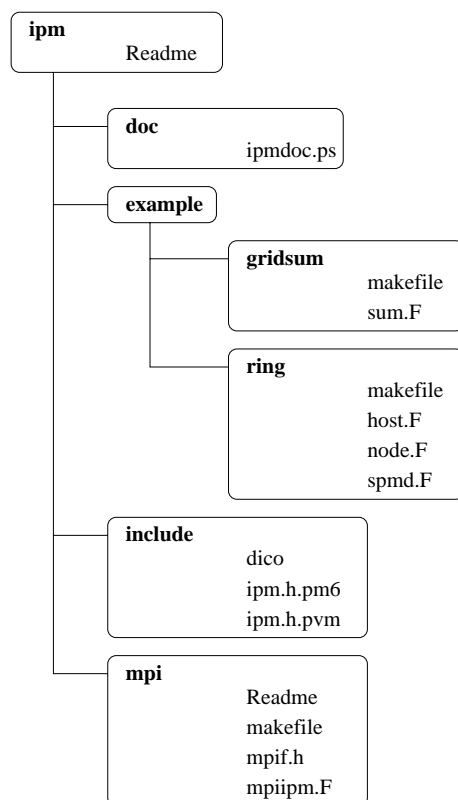 ipm
Readme
doc
ipmdoc.ps
example
gridsum
makefile
sum.F
ring
makefile
host.F
node.F
spmd.F
include
dico
ipm.h.pm6
ipm.h.pvm
mpi
Readme
makefile
mpif.h
mpiipm.F